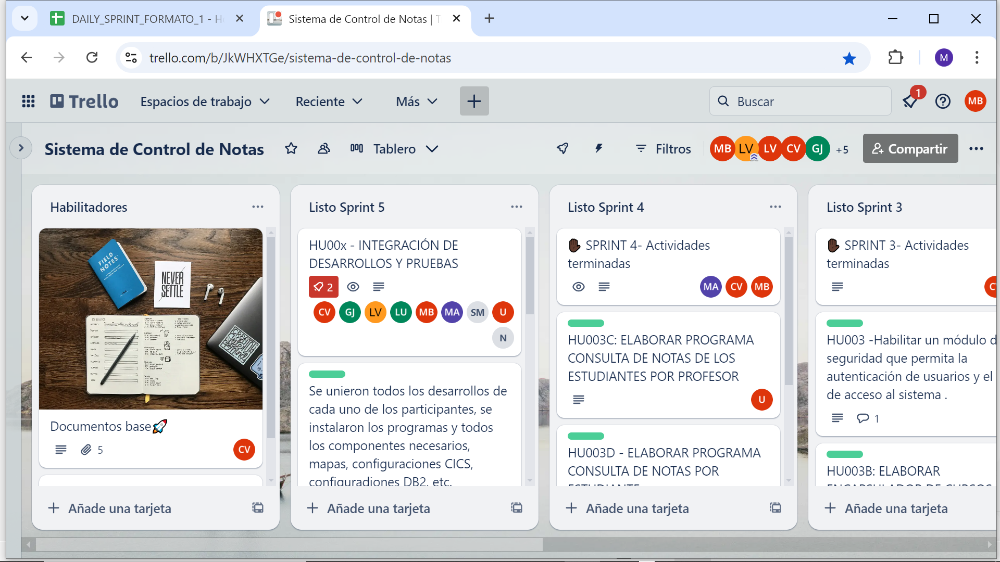 DAILY_SPRINT_FORMATO_1 - H
Sistema de Control de Notas | T
trello.com/b/JkWHXTGe/sistema-de-control-de-notas
M
Trello
Espacios de trabajo
Reciente
Más
Buscar
1
MB
Sistema de Control de Notas
Tablero
Filtros
MB LV LV CV GJ +5
Compartir
Habilitadores
FIELD
NOTES
NEVER
SETTLE
Documentos base🚀
5
CV
Añade una tarjeta
Listo Sprint 5
HU00x - INTEGRACIÓN DE
DESARROLLOS Y PRUEBAS
2
CV GJ LV LU MB MA SM U
N
Se unieron todos los desarrollos de
cada uno de los participantes, se
instalaron los programas y todos
los componentes necesarios,
mapas, configuraciones CICS,
configuradiones DB2, etc.
Añade una tarjeta
Listo Sprint 4
✋🏿 SPRINT 4- Actividades
terminadas
MA CV MB
HU003C: ELABORAR PROGRAMA
CONSULTA DE NOTAS DE LOS
ESTUDIANTES POR PROFESOR
U
HU003D - ELABORAR PROGRAMA
CONSULTA DE NOTAS POR
ESTUDIANTE
Añade una tarjeta
Listo Sprint 3
✋🏿 SPRINT 3- Actividades
terminadas
CV
HU003 -Habilitar un módulo d
seguridad que permita la
autenticación de usuarios y el
de acceso al sistema .
1
HU003B: ELABORAR
ENCAPSULADOR DE CURSOS
Añade una tarjeta